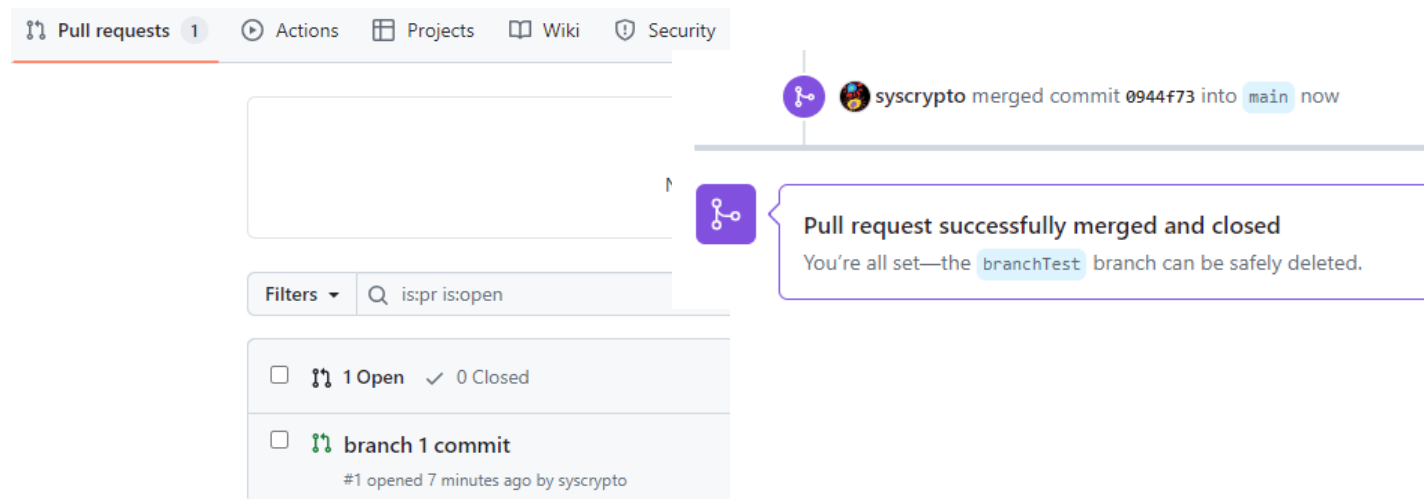 Pull requests 1 Actions Projects Wiki Security
Filters is:pr is:open
1 Open 0 Closed
branch 1 commit
#1 opened 7 minutes ago by syscrypto
syscrypto merged commit 0944f73 into main now
Pull request successfully merged and closed
You’re all set—the branchTest branch can be safely deleted.